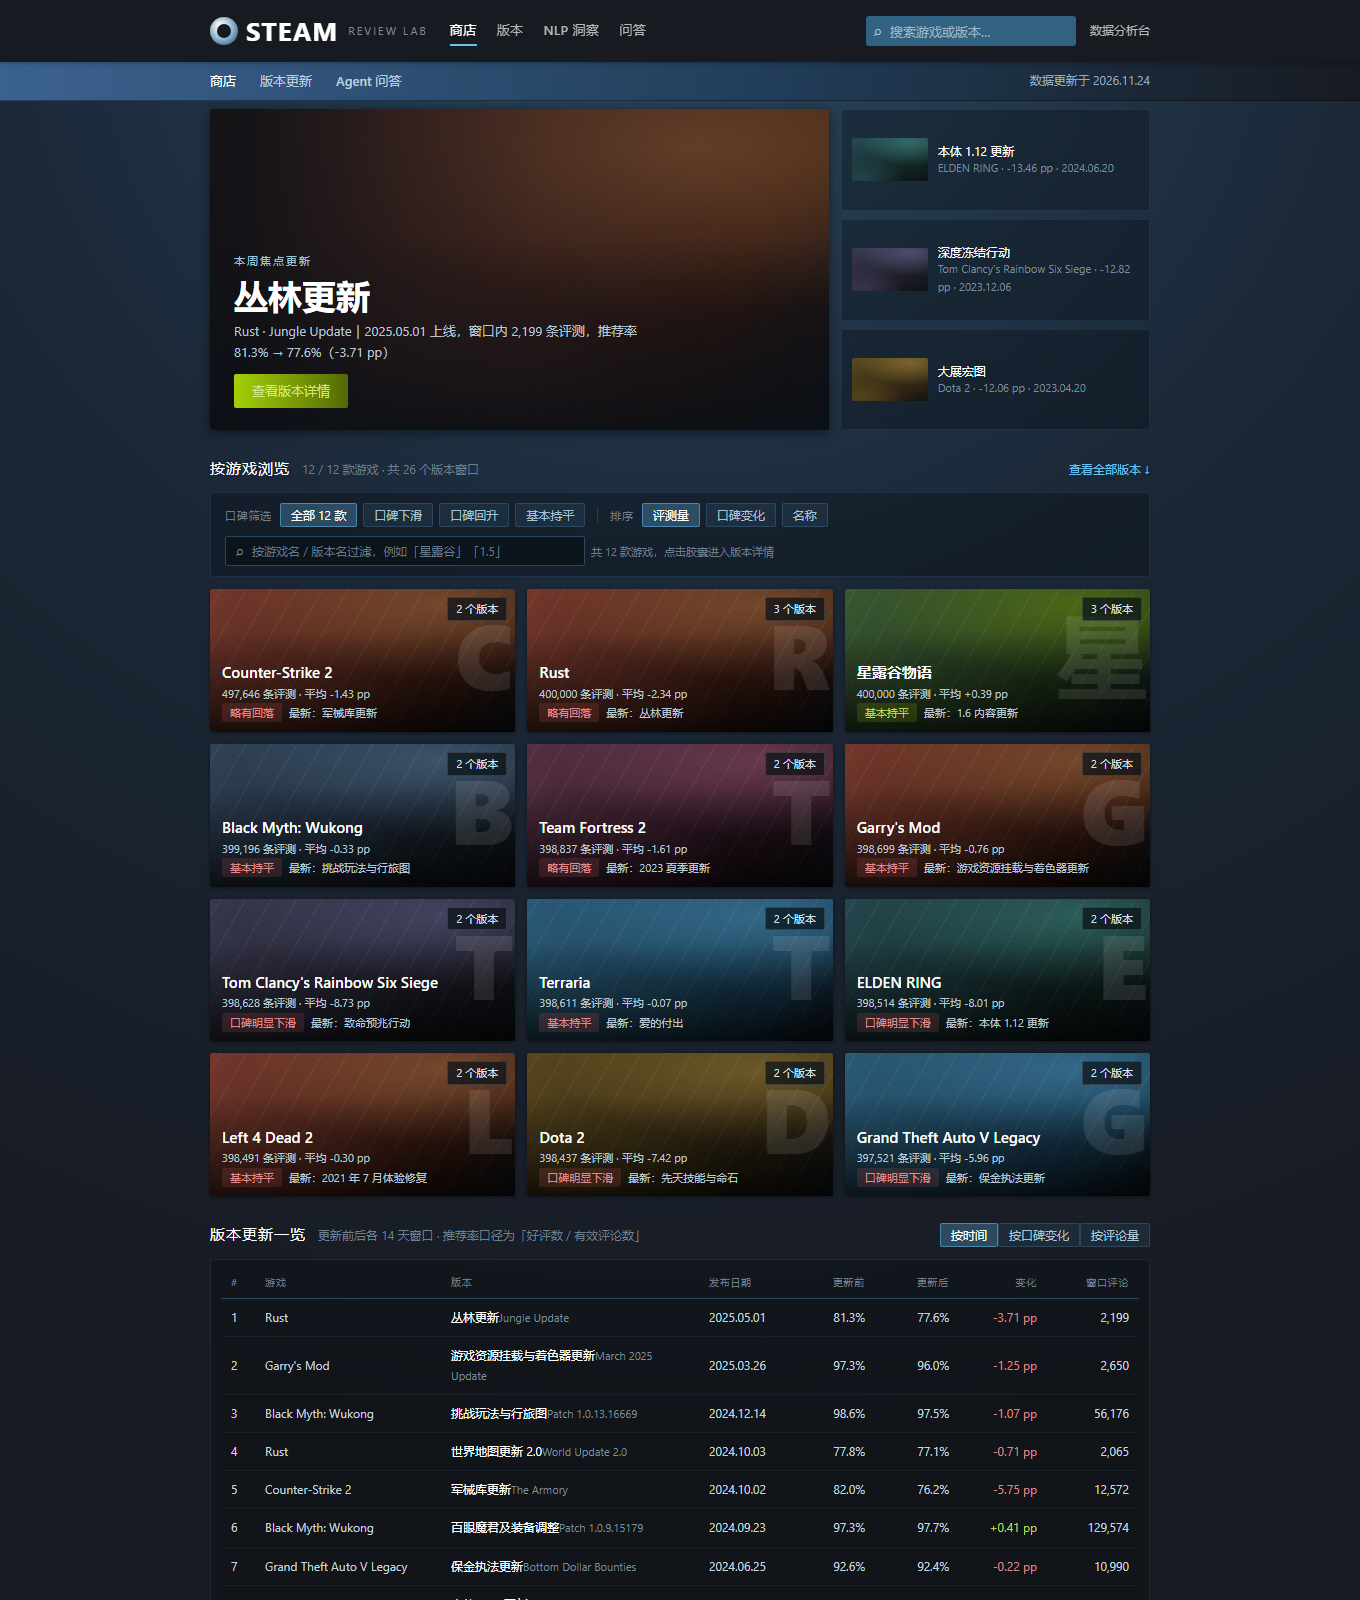 STEAM REVIEW LAB 商店 版本 NLP 洞察 问答 搜索游戏或版本... 数据分析台
商店 版本更新 Agent 问答 数据更新于 2026.11.24
本周焦点更新
丛林更新
Rust · Jungle Update | 2025.05.01 上线，窗口内 2,199 条评测，推荐率
81.3% → 77.6%（-3.71 pp）
查看版本详情
本体 1.12 更新
ELDEN RING · -13.46 pp · 2024.06.20
深度冻结行动
Tom Clancy's Rainbow Six Siege · -12.82
pp · 2023.12.06
大展宏图
Dota 2 · -12.06 pp · 2023.04.20
按游戏浏览 12 / 12 款游戏 · 共 26 个版本窗口 查看全部版本 ↓
口碑筛选 全部 12 款 口碑下滑 口碑回升 基本持平 排序 评测量 口碑变化 名称
按游戏名 / 版本名过滤，例如「星露谷」「1.5」 共 12 款游戏，点击胶囊进入版本详情
2 个版本
C
Counter-Strike 2
497,646 条评测 · 平均 -1.43 pp
略有回落 最新：军械库更新
3 个版本
R
Rust
400,000 条评测 · 平均 -2.34 pp
略有回落 最新：丛林更新
3 个版本
星
星露谷物语
400,000 条评测 · 平均 +0.39 pp
基本持平 最新：1.6 内容更新
2 个版本
B
Black Myth: Wukong
399,196 条评测 · 平均 -0.33 pp
基本持平 最新：挑战玩法与行旅图
2 个版本
T
Team Fortress 2
398,837 条评测 · 平均 -1.61 pp
略有回落 最新：2023 夏季更新
2 个版本
G
Garry's Mod
398,699 条评测 · 平均 -0.76 pp
基本持平 最新：游戏资源挂载与着色器更新
2 个版本
T
Tom Clancy's Rainbow Six Siege
398,628 条评测 · 平均 -8.73 pp
口碑明显下滑 最新：致命预兆行动
2 个版本
T
Terraria
398,611 条评测 · 平均 -0.07 pp
基本持平 最新：爱的付出
2 个版本
E
ELDEN RING
398,514 条评测 · 平均 -8.01 pp
口碑明显下滑 最新：本体 1.12 更新
2 个版本
L
Left 4 Dead 2
398,491 条评测 · 平均 -0.30 pp
基本持平 最新：2021 年 7 月体验修复
2 个版本
D
Dota 2
398,437 条评测 · 平均 -7.42 pp
口碑明显下滑 最新：先天技能与命石
2 个版本
G
Grand Theft Auto V Legacy
397,521 条评测 · 平均 -5.96 pp
口碑明显下滑 最新：保金执法更新
版本更新一览 更新前后各 14 天窗口 · 推荐率口径为「好评数 / 有效评论数」 按时间 按口碑变化 按评论量
# 游戏 版本 发布日期 更新前 更新后 变化 窗口评论
1 Rust 丛林更新Jungle Update 2025.05.01 81.3% 77.6% -3.71 pp 2,199
2 Garry's Mod 游戏资源挂载与着色器更新March 2025 Update 2025.03.26 97.3% 96.0% -1.25 pp 2,650
3 Black Myth: Wukong 挑战玩法与行旅图Patch 1.0.13.16669 2024.12.14 98.6% 97.5% -1.07 pp 56,176
4 Rust 世界地图更新 2.0World Update 2.0 2024.10.03 77.8% 77.1% -0.71 pp 2,065
5 Counter-Strike 2 军械库更新The Armory 2024.10.02 82.0% 76.2% -5.75 pp 12,572
6 Black Myth: Wukong 百眼魔君及装备调整Patch 1.0.9.15179 2024.09.23 97.3% 97.7% +0.41 pp 129,574
7 Grand Theft Auto V Legacy 保金执法更新Bottom Dollar Bounties 2024.06.25 92.6% 92.4% -0.22 pp 10,990